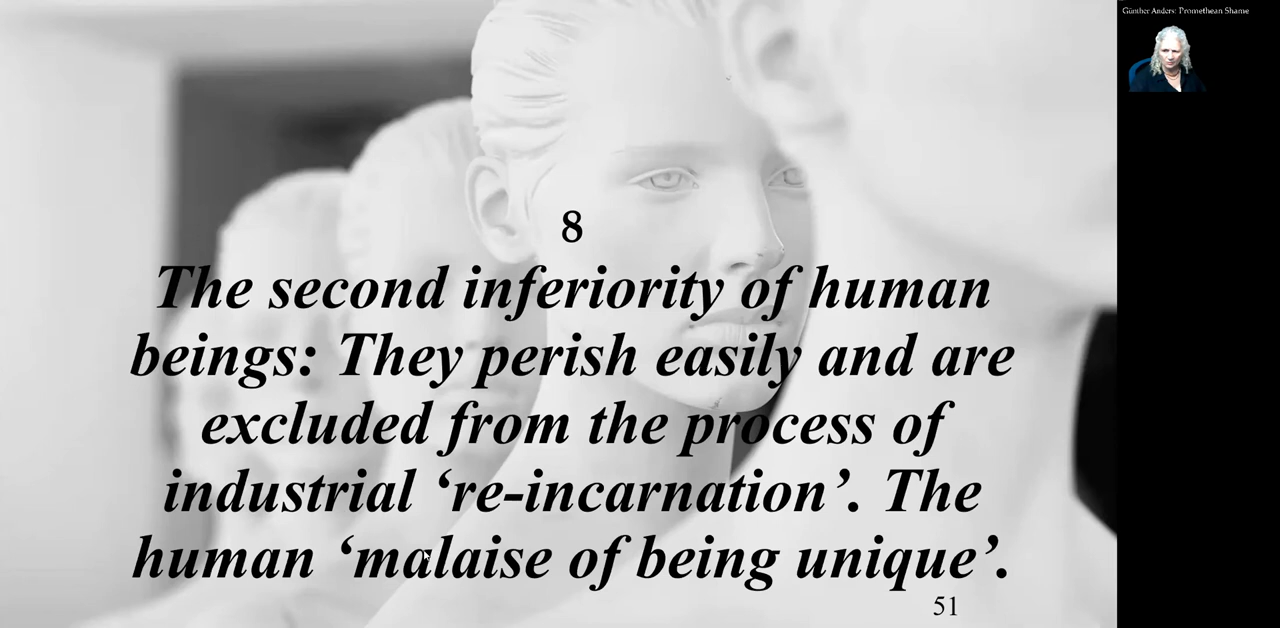 Günther Anders: Promethean Shame
8
The second inferiority of human
beings: They perish easily and are
excluded from the process of
industrial ‘re-incarnation’. The
human ‘malaise of being unique’.
51